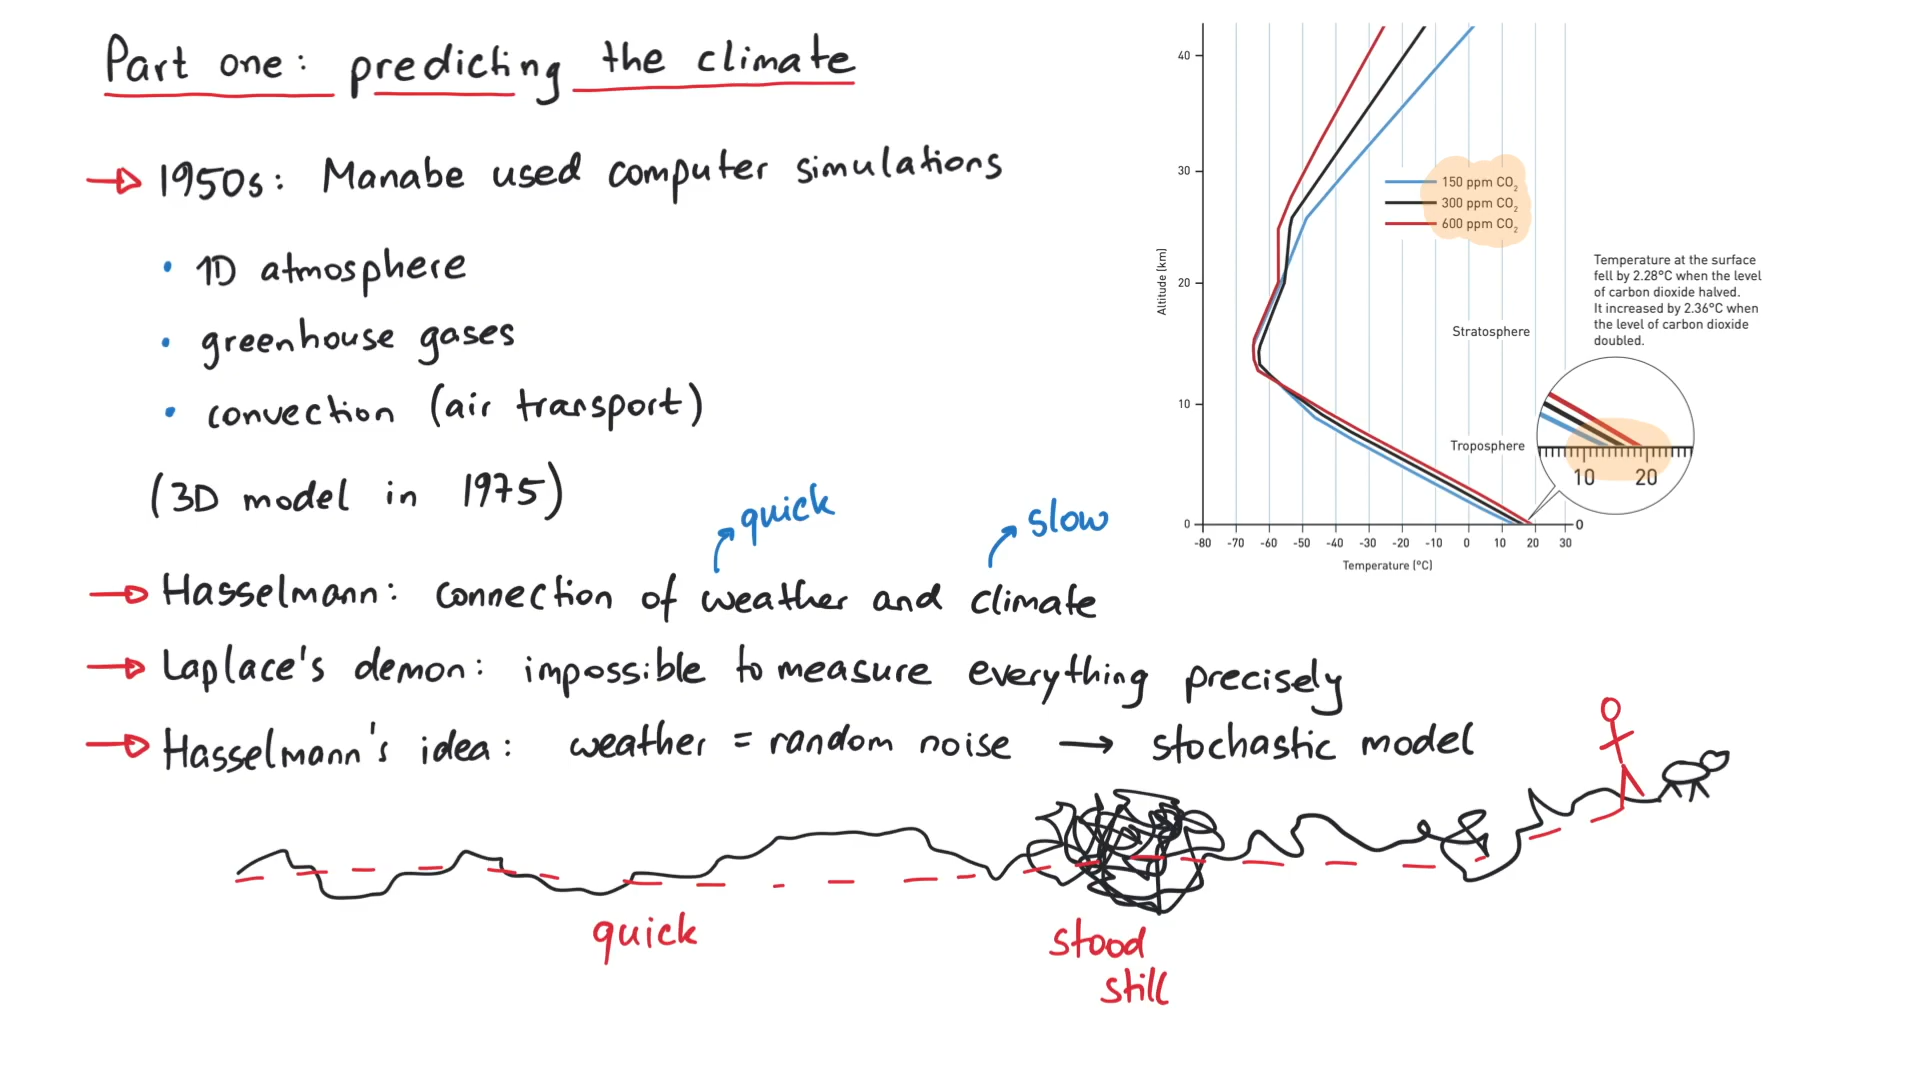 Part one: predicting the climate
1950s: Manabe used computer simulations
1D atmosphere
greenhouse gases
convection (air transport)
(3D model in 1975)
quick
slow
Hasselmann: connection of weather and climate
Laplace's demon: impossible to measure everything precisely
Hasselmann's idea: weather = random noise → stochastic model
quick
stood
still
40
30
20
10
0
Altitude (km)
150 ppm CO₂
300 ppm CO₂
600 ppm CO₂
Temperature at the surface
fell by 2.28°C when the level
of carbon dioxide halved.
It increased by 2.36°C when
the level of carbon dioxide
doubled.
Stratosphere
Troposphere
10 20
0
-80 -70 -60 -50 -40 -30 -20 -10 0 10 20 30
Temperature (°C)